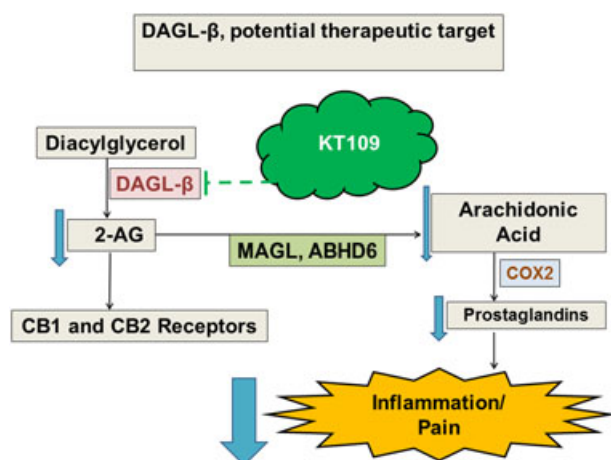 DAGL-β, potential therapeutic target
Diacylglycerol
KT109
DAGL-β
2-AG
MAGL, ABHD6
Arachidonic
Acid
COX2
CB1 and CB2 Receptors
Prostaglandins
Inflammation/
Pain